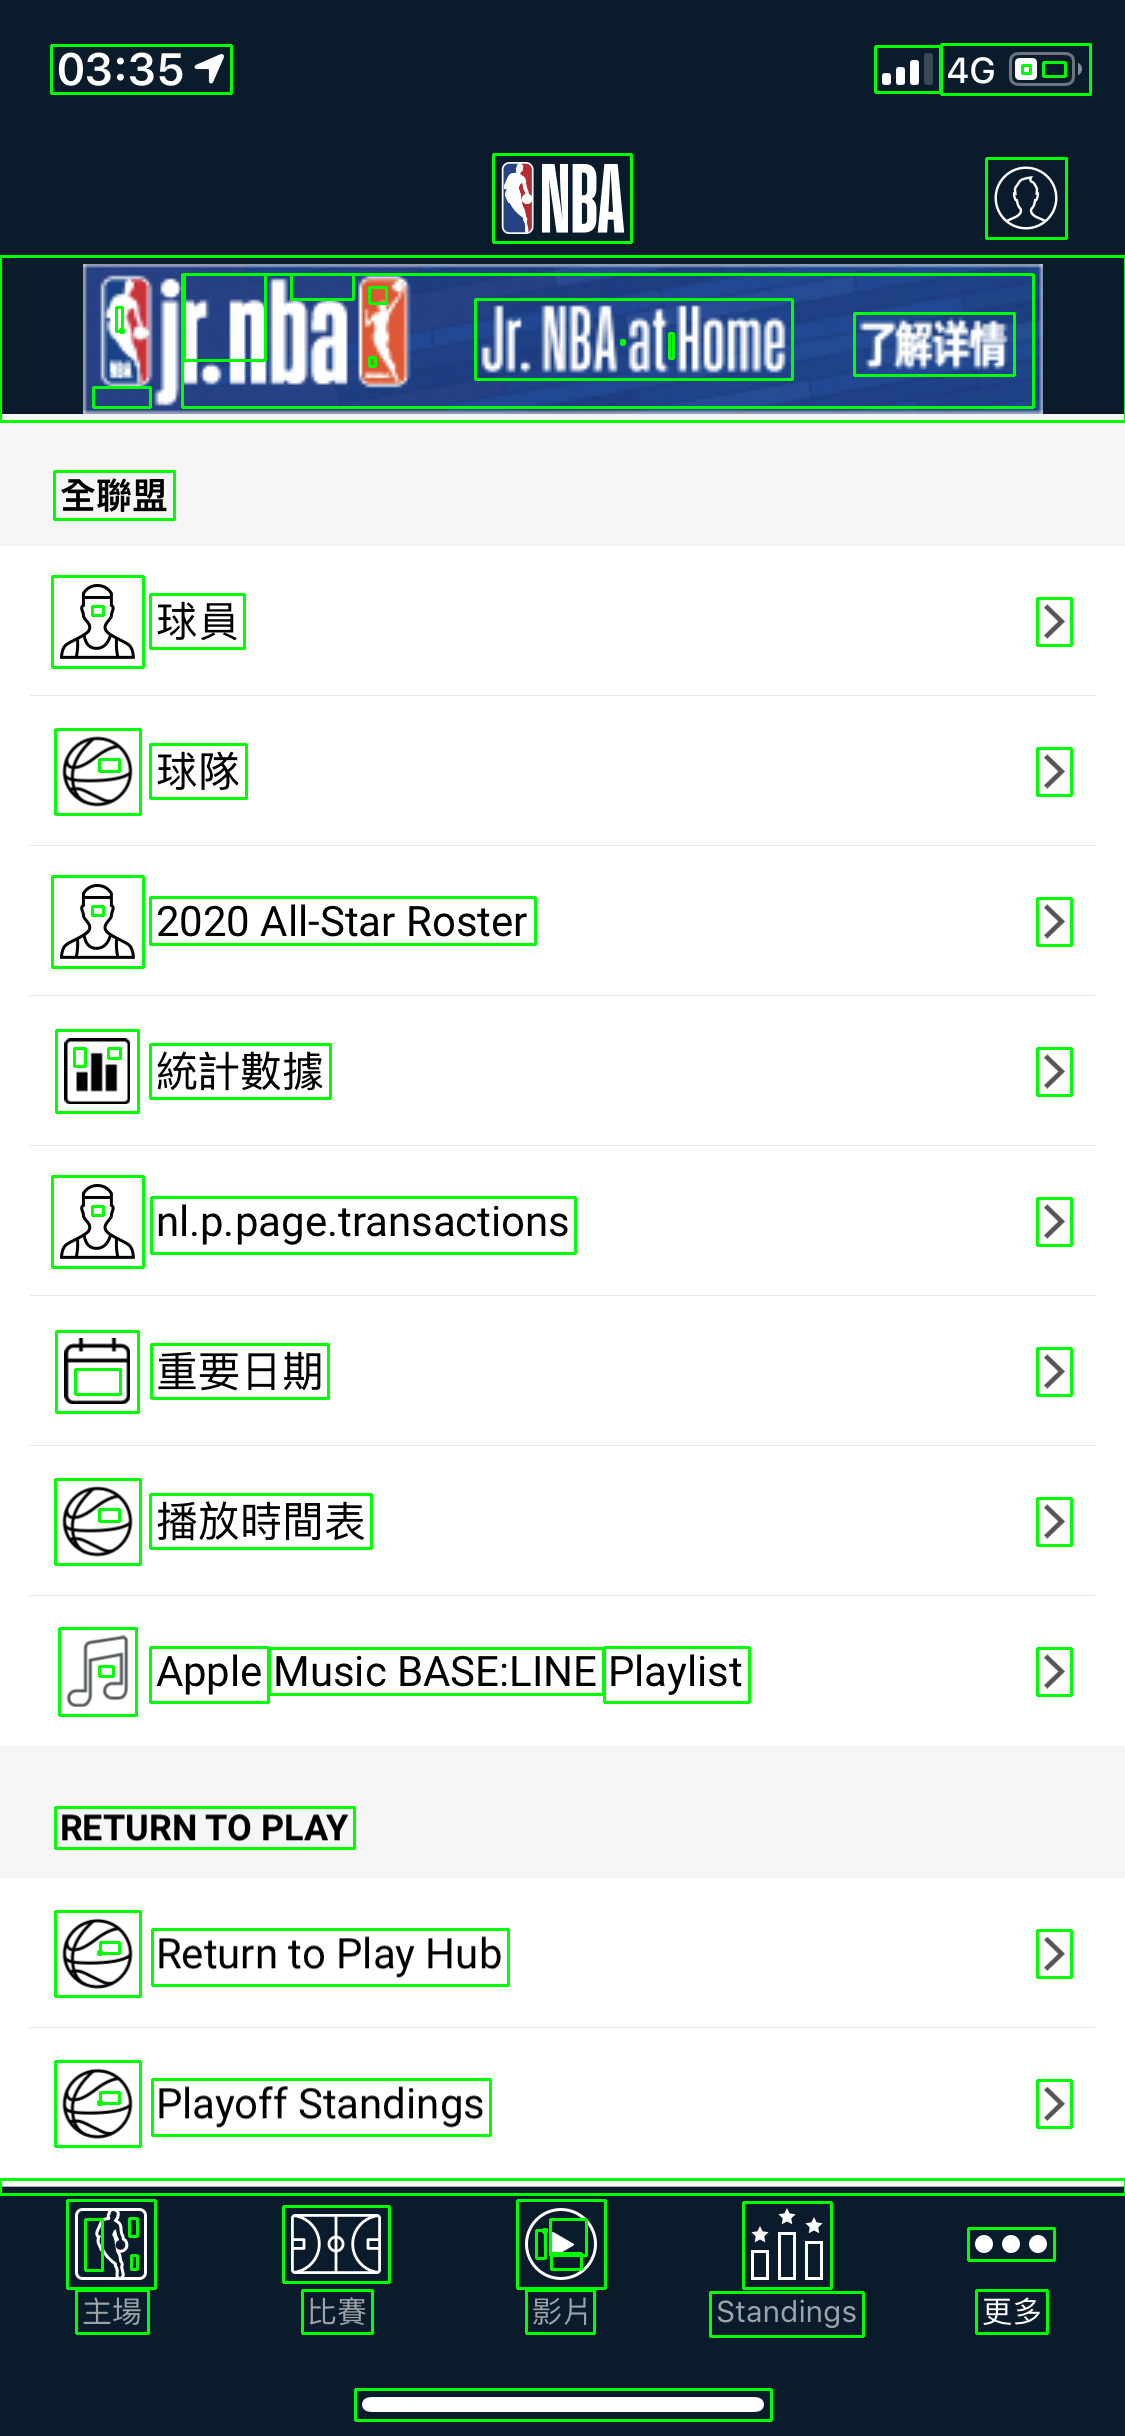 03:35 4G
NBA
NBA jr.nba Jr. NBA at Home 了解详情
全聯盟
球員
球隊
2020 All-Star Roster
統計數據
nl.p.page.transactions
重要日期
播放時間表
Apple Music BASE:LINE Playlist
RETURN TO PLAY
Return to Play Hub
Playoff Standings
主場 比賽 影片 Standings 更多